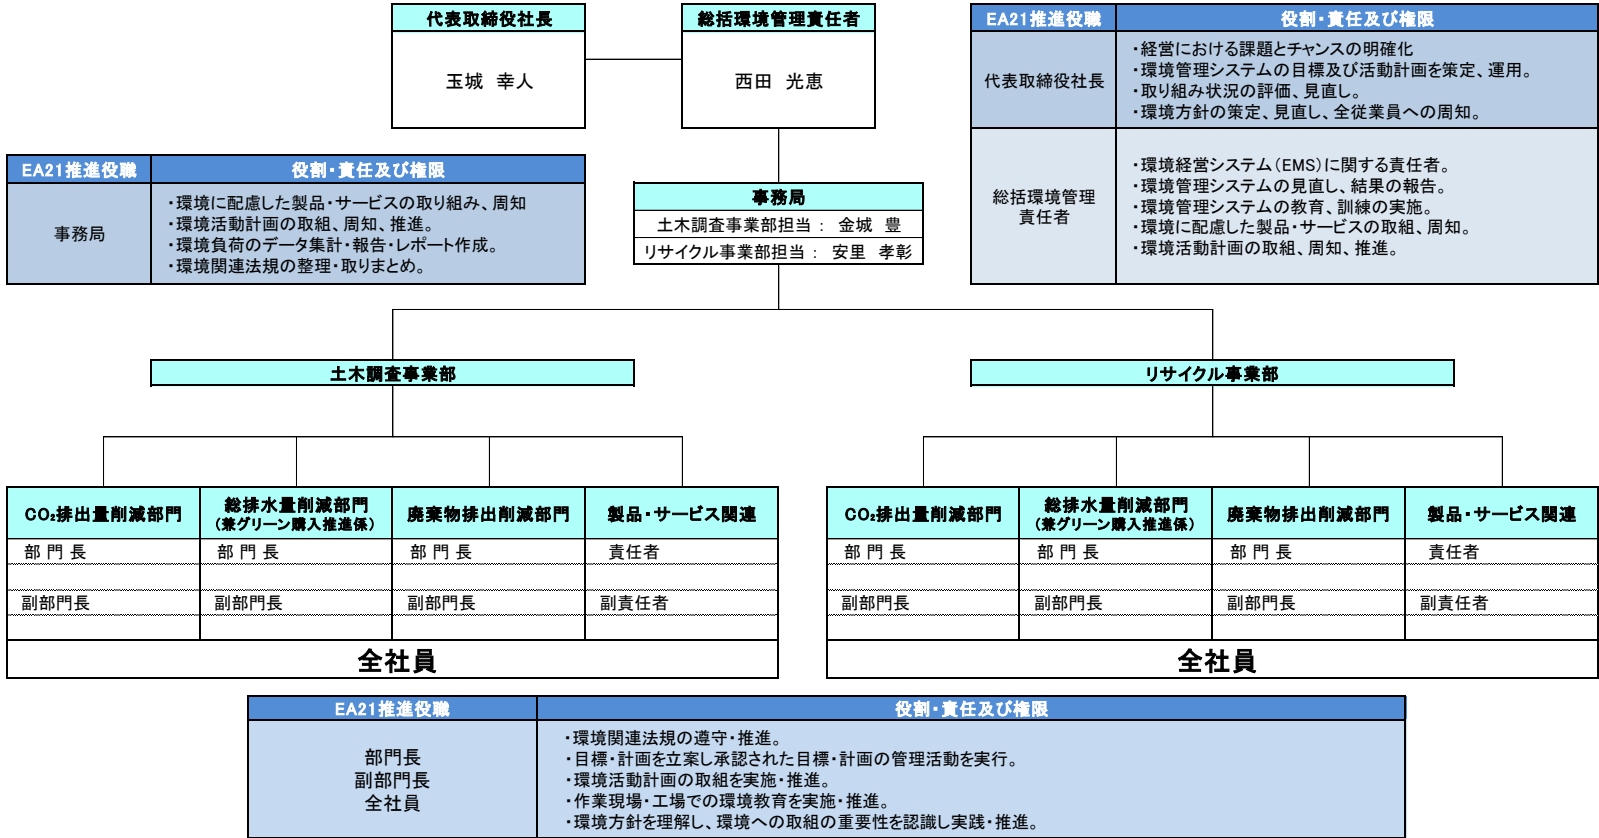 代表取締役社長
玉城 幸人
総括環境管理責任者
西田 光恵
EA21推進役職 役割・責任及び権限
代表取締役社長
・経営における課題とチャンスの明確化
・環境管理システムの目標及び活動計画を策定、運用。
・取り組み状況の評価、見直し。
・環境方針の策定、見直し、全従業員への周知。
総括環境管理
責任者
・環境経営システム(EMS)に関する責任者。
・環境管理システムの見直し、結果の報告。
・環境管理システムの教育、訓練の実施。
・環境に配慮した製品・サービスの取組、周知。
・環境活動計画の取組、周知、推進。
EA21推進役職 役割・責任及び権限
事務局
・環境に配慮した製品・サービスの取り組み、周知
・環境活動計画の取組、周知、推進。
・環境負荷のデータ集計・報告・レポート作成。
・環境関連法規の整理・取りまとめ。
事務局
土木調査事業部担当: 金城 豊
リサイクル事業部担当: 安里 孝彰
土木調査事業部
リサイクル事業部
CO₂排出量削減部門
総排水量削減部門
(兼グリーン購入推進係)
廃棄物排出削減部門
製品・サービス関連
部 門 長 部 門 長 部 門 長 責任者
副部門長 副部門長 副部門長 副責任者
全社員
CO₂排出量削減部門
総排水量削減部門
(兼グリーン購入推進係)
廃棄物排出削減部門
製品・サービス関連
部 門 長 部 門 長 部 門 長 責任者
副部門長 副部門長 副部門長 副責任者
全社員
EA21推進役職 役割・責任及び権限
部門長
副部門長
全社員
・環境関連法規の遵守・推進。
・目標・計画を立案し承認された目標・計画の管理活動を実行。
・環境活動計画の取組を実施・推進。
・作業現場・工場での環境教育を実施・推進。
・環境方針を理解し、環境への取組の重要性を認識し実践・推進。